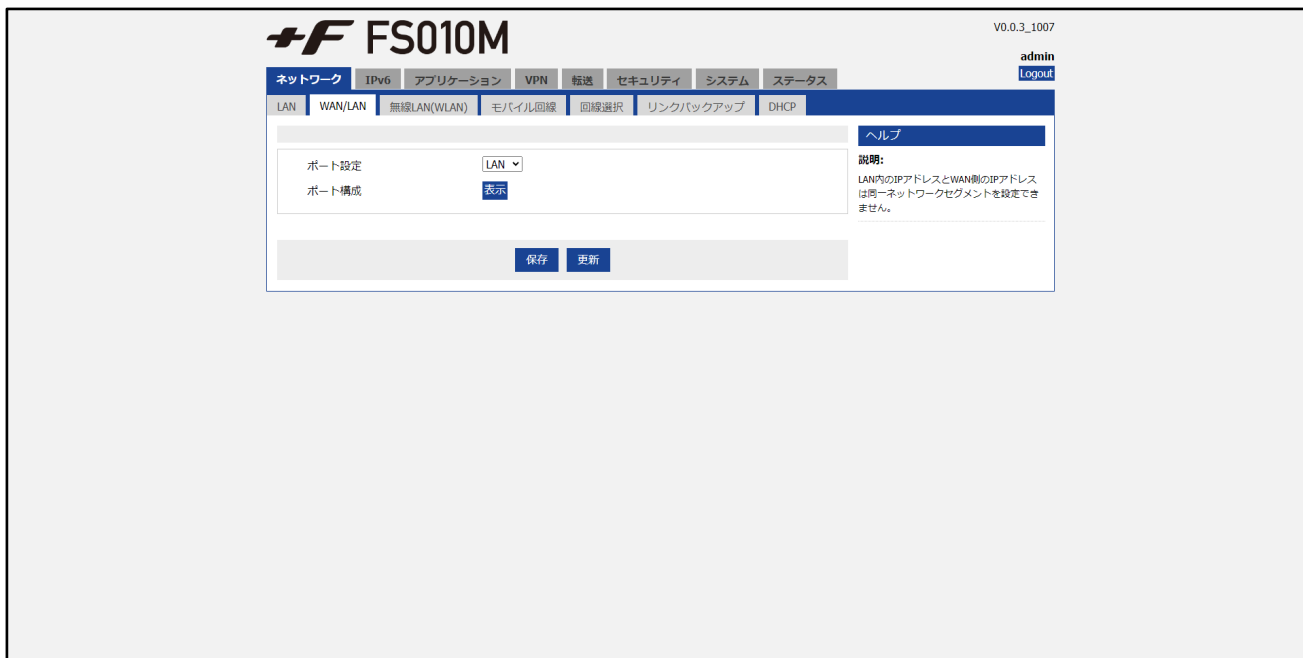 +F FS010M
V0.0.3_1007
admin
Logout
ネットワーク IPv6 アプリケーション VPN 転送 セキュリティ システム ステータス
LAN WAN/LAN 無線LAN(WLAN) モバイル回線 回線選択 リンクバックアップ DHCP
ポート設定 LAN
ポート構成 表示
保存 更新
ヘルプ
説明:
LAN内のIPアドレスとWAN側のIPアドレス
は同一ネットワークセグメントを設定でき
ません。